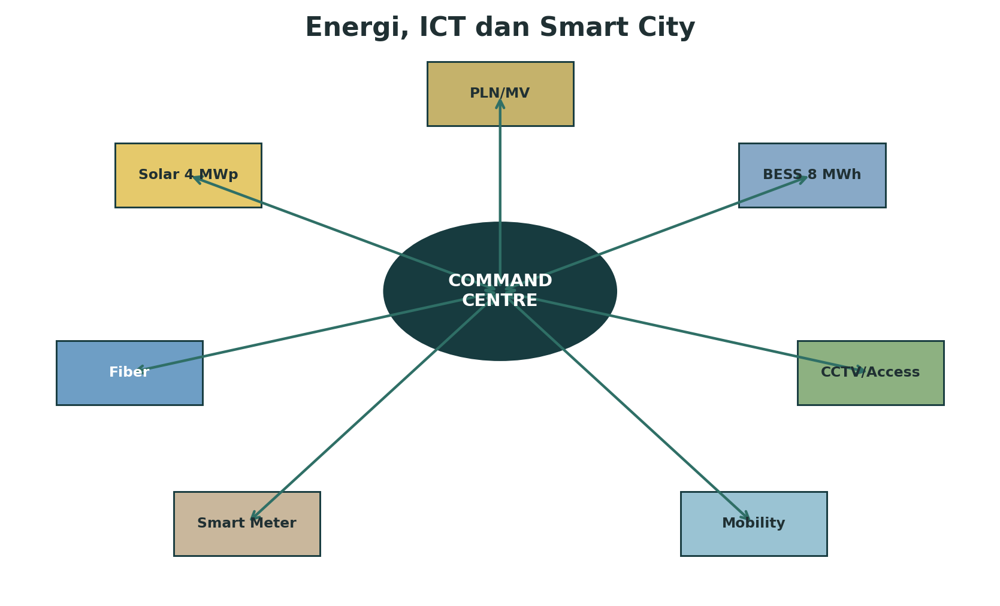 Energi, ICT dan Smart City
PLN/MV
Solar 4 MWp
BESS 8 MWh
COMMAND
CENTRE
Fiber
CCTV/Access
Smart Meter
Mobility